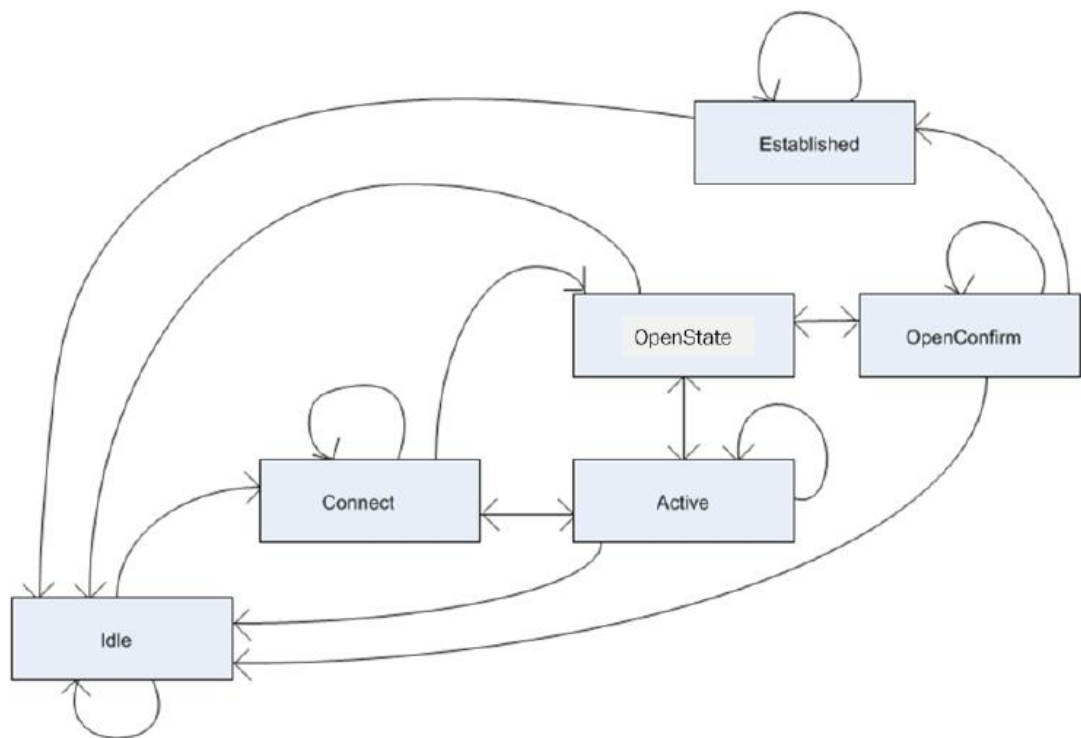 Established
OpenState
OpenConfirm
Connect
Active
Idle